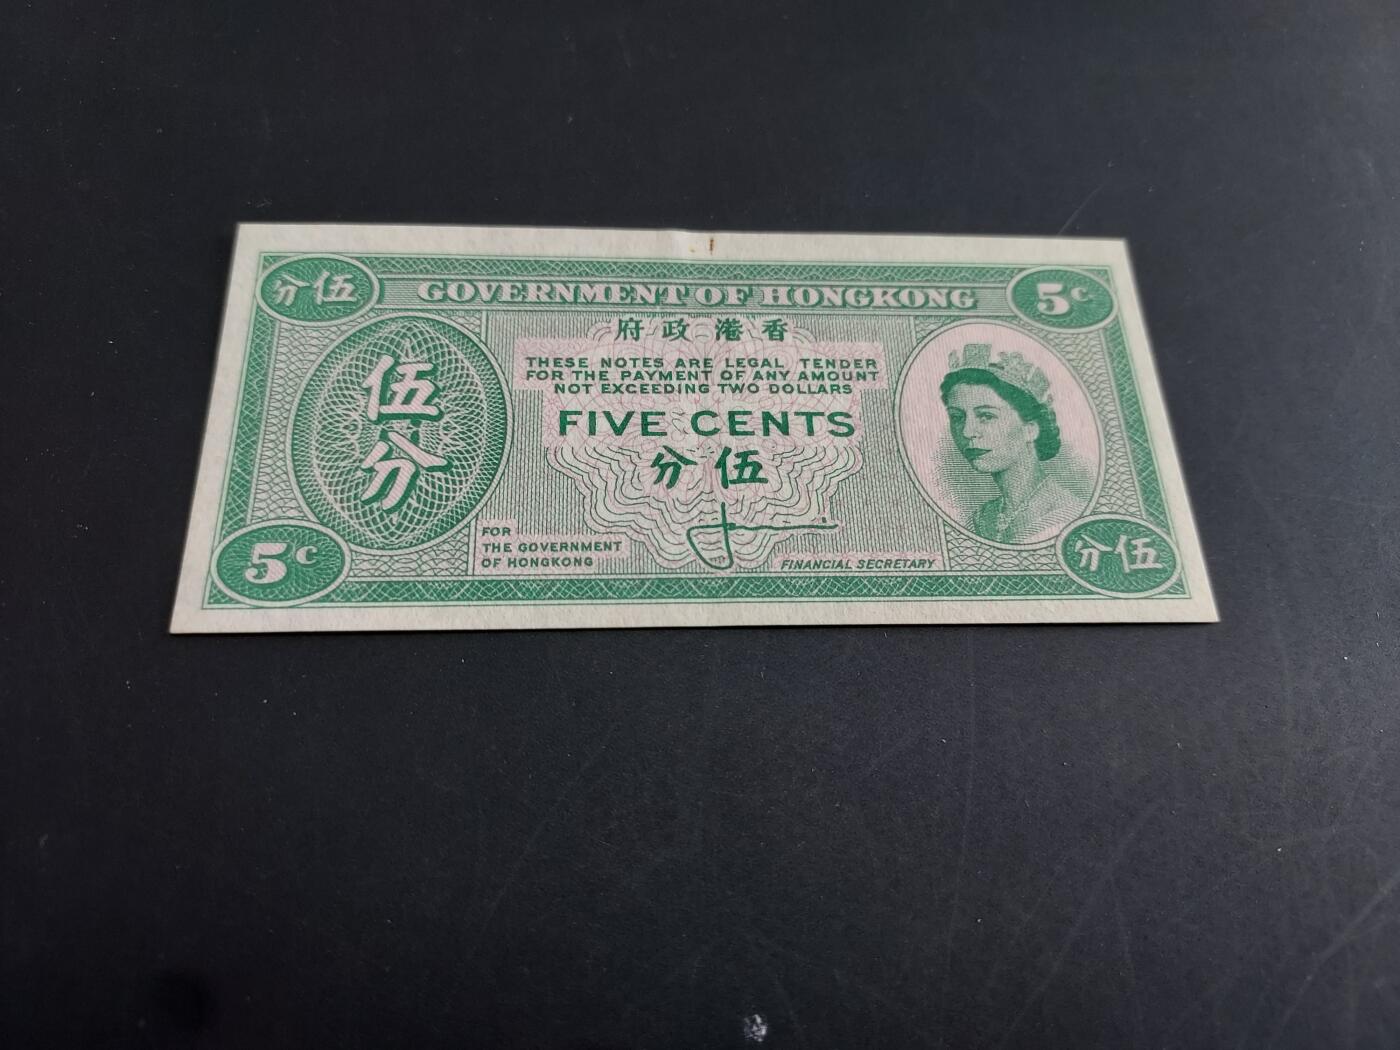 分伍
GOVERNMENT OF HONGKONG
5c
府政港香
THESE NOTES ARE LEGAL TENDER
FOR THE PAYMENT OF ANY AMOUNT
NOT EXCEEDING TWO DOLLARS
伍
分
FIVE CENTS
分伍
FOR
THE GOVERNMENT
OF HONGKONG
FINANCIAL SECRETARY
5c
分伍